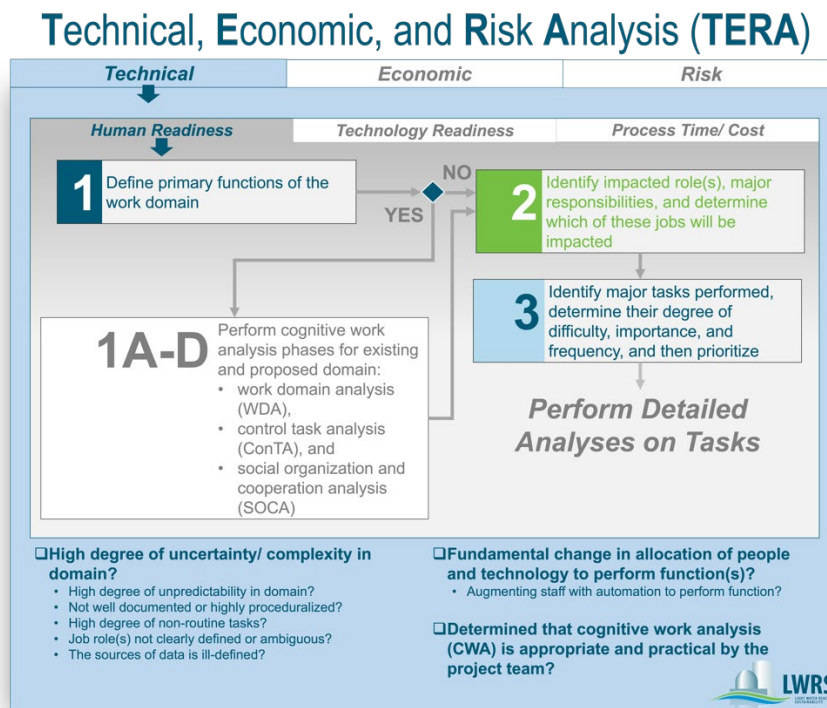 Technical, Economic, and Risk Analysis (TERA)
Technical
Economic
Risk
Human Readiness
Technology Readiness
Process Time/ Cost
1
Define primary functions of the
work domain
NO
YES
2
Identify impacted role(s), major
responsibilities, and determine
which of these jobs will be
impacted
3
Identify major tasks performed,
determine their degree of
difficulty, importance, and
frequency, and then prioritize
1A-D
Perform cognitive work
analysis phases for existing
and proposed domain:
• work domain analysis
(WDA),
• control task analysis
(ConTA), and
• social organization and
cooperation analysis
(SOCA)
Perform Detailed
Analyses on Tasks
❑High degree of uncertainty/ complexity in
domain?
• High degree of unpredictability in domain?
• Not well documented or highly proceduralized?
• High degree of non-routine tasks?
• Job role(s) not clearly defined or ambiguous?
• The sources of data is ill-defined?
❑Fundamental change in allocation of people
and technology to perform function(s)?
• Augmenting staff with automation to perform function?
❑Determined that cognitive work analysis
(CWA) is appropriate and practical by the
project team?
LWRS